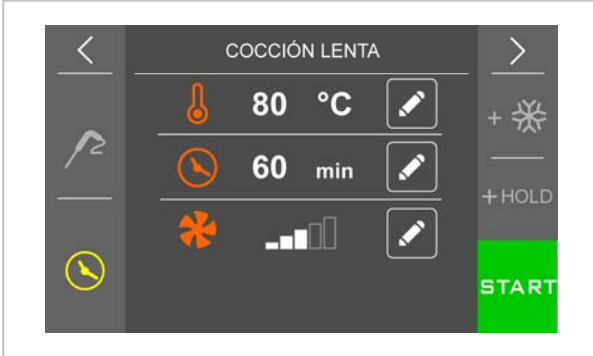 COCCIÓN LENTA
80 °C
60 min
+
+ HOLD
START